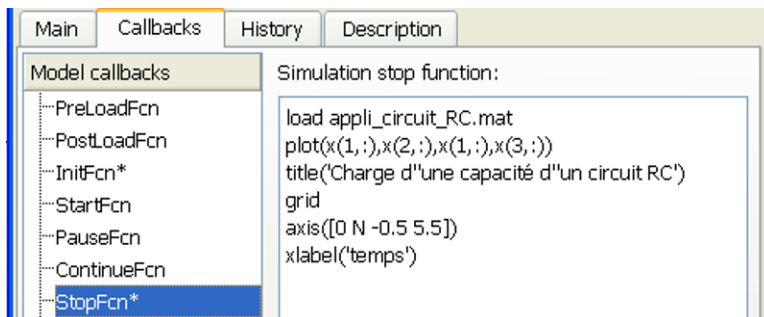 Main Callbacks History Description
Model callbacks
PreLoadFcn
PostLoadFcn
InitFcn*
StartFcn
PauseFcn
ContinueFcn
StopFcn*
Simulation stop function:
load appli_circuit_RC.mat
plot(x(1,:),x(2,:),x(1,:),x(3,:))
title('Charge d''une capacité d''un circuit RC')
grid
axis([0 N -0.5 5.5])
xlabel('temps')